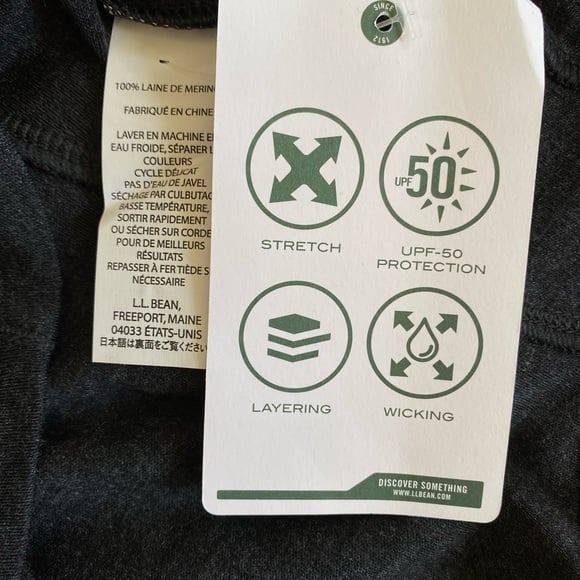 100% LAINE DE
FABRIQUÉ EN CHINE
LAVER EN MACHINE
EAU FROIDE, SÉPARER
COULEURS
CYCLE DÉLICAT
PAS D'EAU DE JAVEL
SÉCHAGE PAR
BASSE TEMPÉRATURE,
SORTIR RAPIDEMENT
OU SÉCHER SUR CORDE
POUR DE MEILLEURS
RÉSULTATS
REPASSER À FER TIÈDE
NÉCESSAIRE
L.L.BEAN,
FREEPORT, MAINE
04033 ÉTATS-UNIS
日本語は裏面をご覧くだ
SINCE
1912
STRETCH
UPF 50
UPF-50
PROTECTION
LAYERING
WICKING
DISCOVER SOMETHING
WWW.LLBEAN.COM